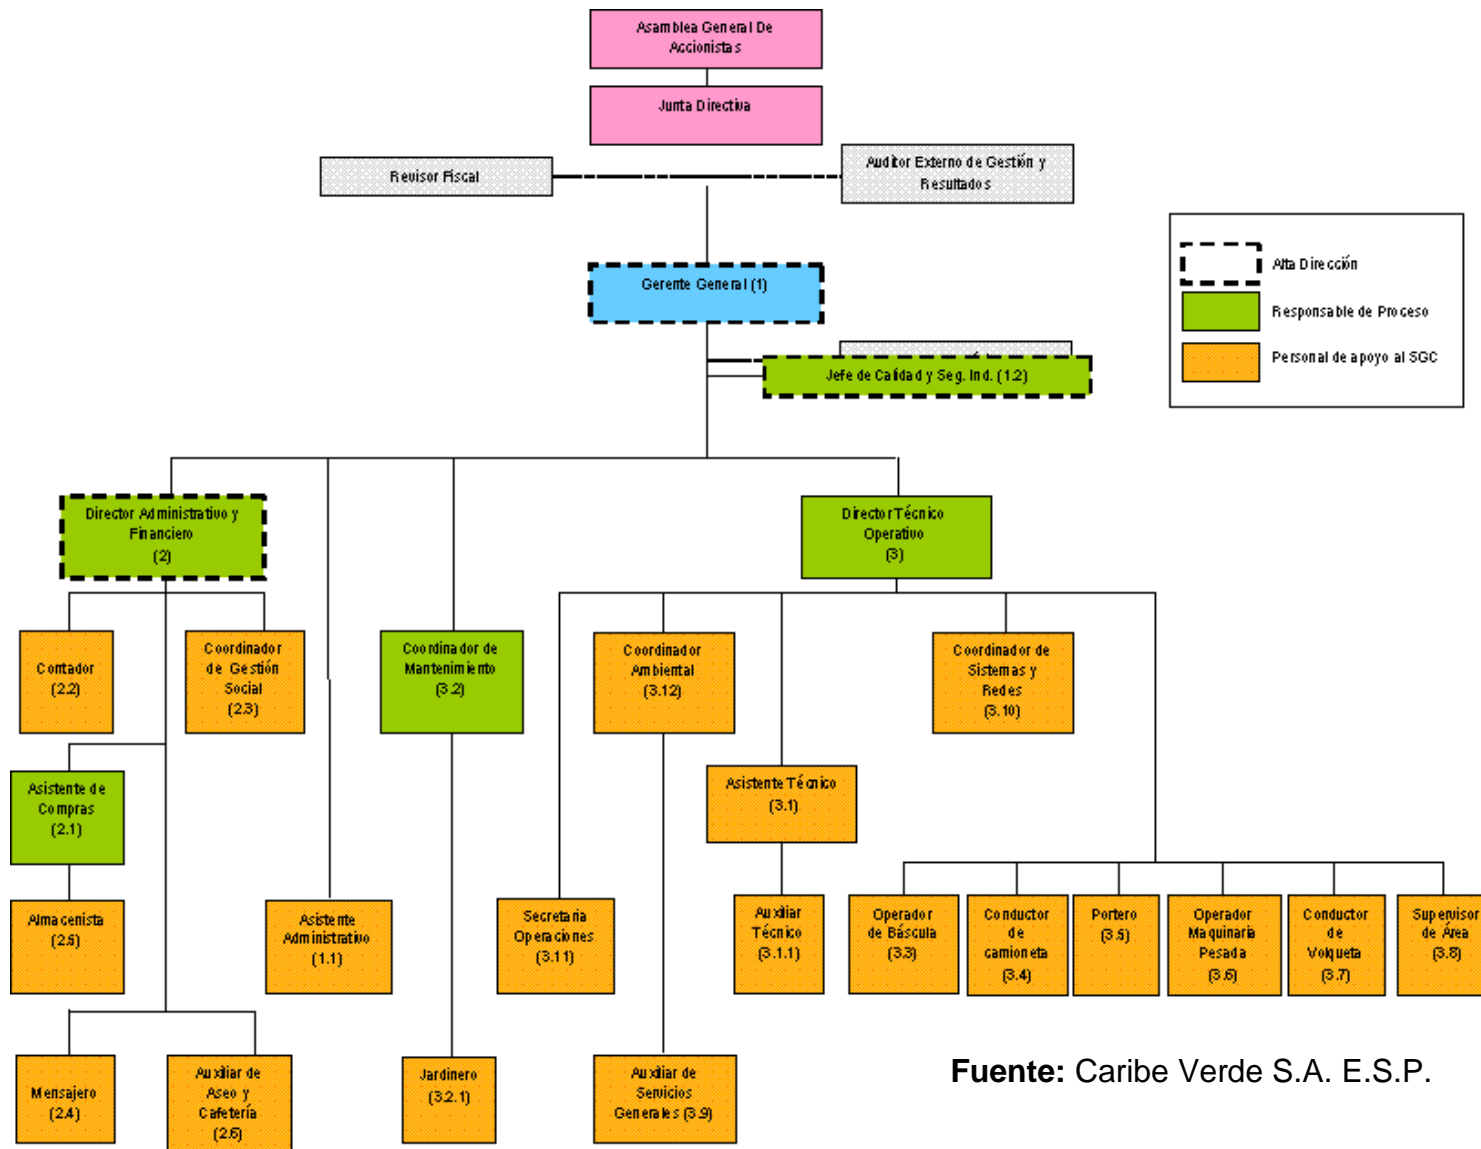 Asamblea General De
Accionistas
Junta Directiva
Revisor Fiscal
Auditor Externo de Gestión y
Resultados
Gerente General (1)
Jefe de Calidad y Seg. Ind. (1.2)
Alta Dirección
Responsable de Proceso
Personal de apoyo al SGC
Director Administrativo y
Financiero
(2)
Director Técnico
Operativo
(3)
Contador
(2.2)
Coordinador
de Gestión
Social
(2.3)
Coordinador de
Mantenimiento
(3.2)
Coordinador
Ambiental
(3.12)
Coordinador de
Sistemas y
Redes
(3.10)
Asistente de
Compras
(2.1)
Asistente Técnico
(3.1)
Almacenista
(2.5)
Asistente
Administrativo
(1.1)
Secretaria
Operaciones
(3.11)
Auxiliar
Técnico
(3.1.1)
Operador
de Báscula
(3.3)
Conductor
de
camioneta
(3.4)
Portero
(3.5)
Operador
Maquinaria
Pesada
(3.6)
Conductor
de
Volqueta
(3.7)
Supervisor
de Área
(3.8)
Mensajero
(2.4)
Auxiliar de
Aseo y
Cafetería
(2.6)
Jardinero
(3.2.1)
Auxiliar de
Servicios
Generales (3.9)
Fuente: Caribe Verde S.A. E.S.P.